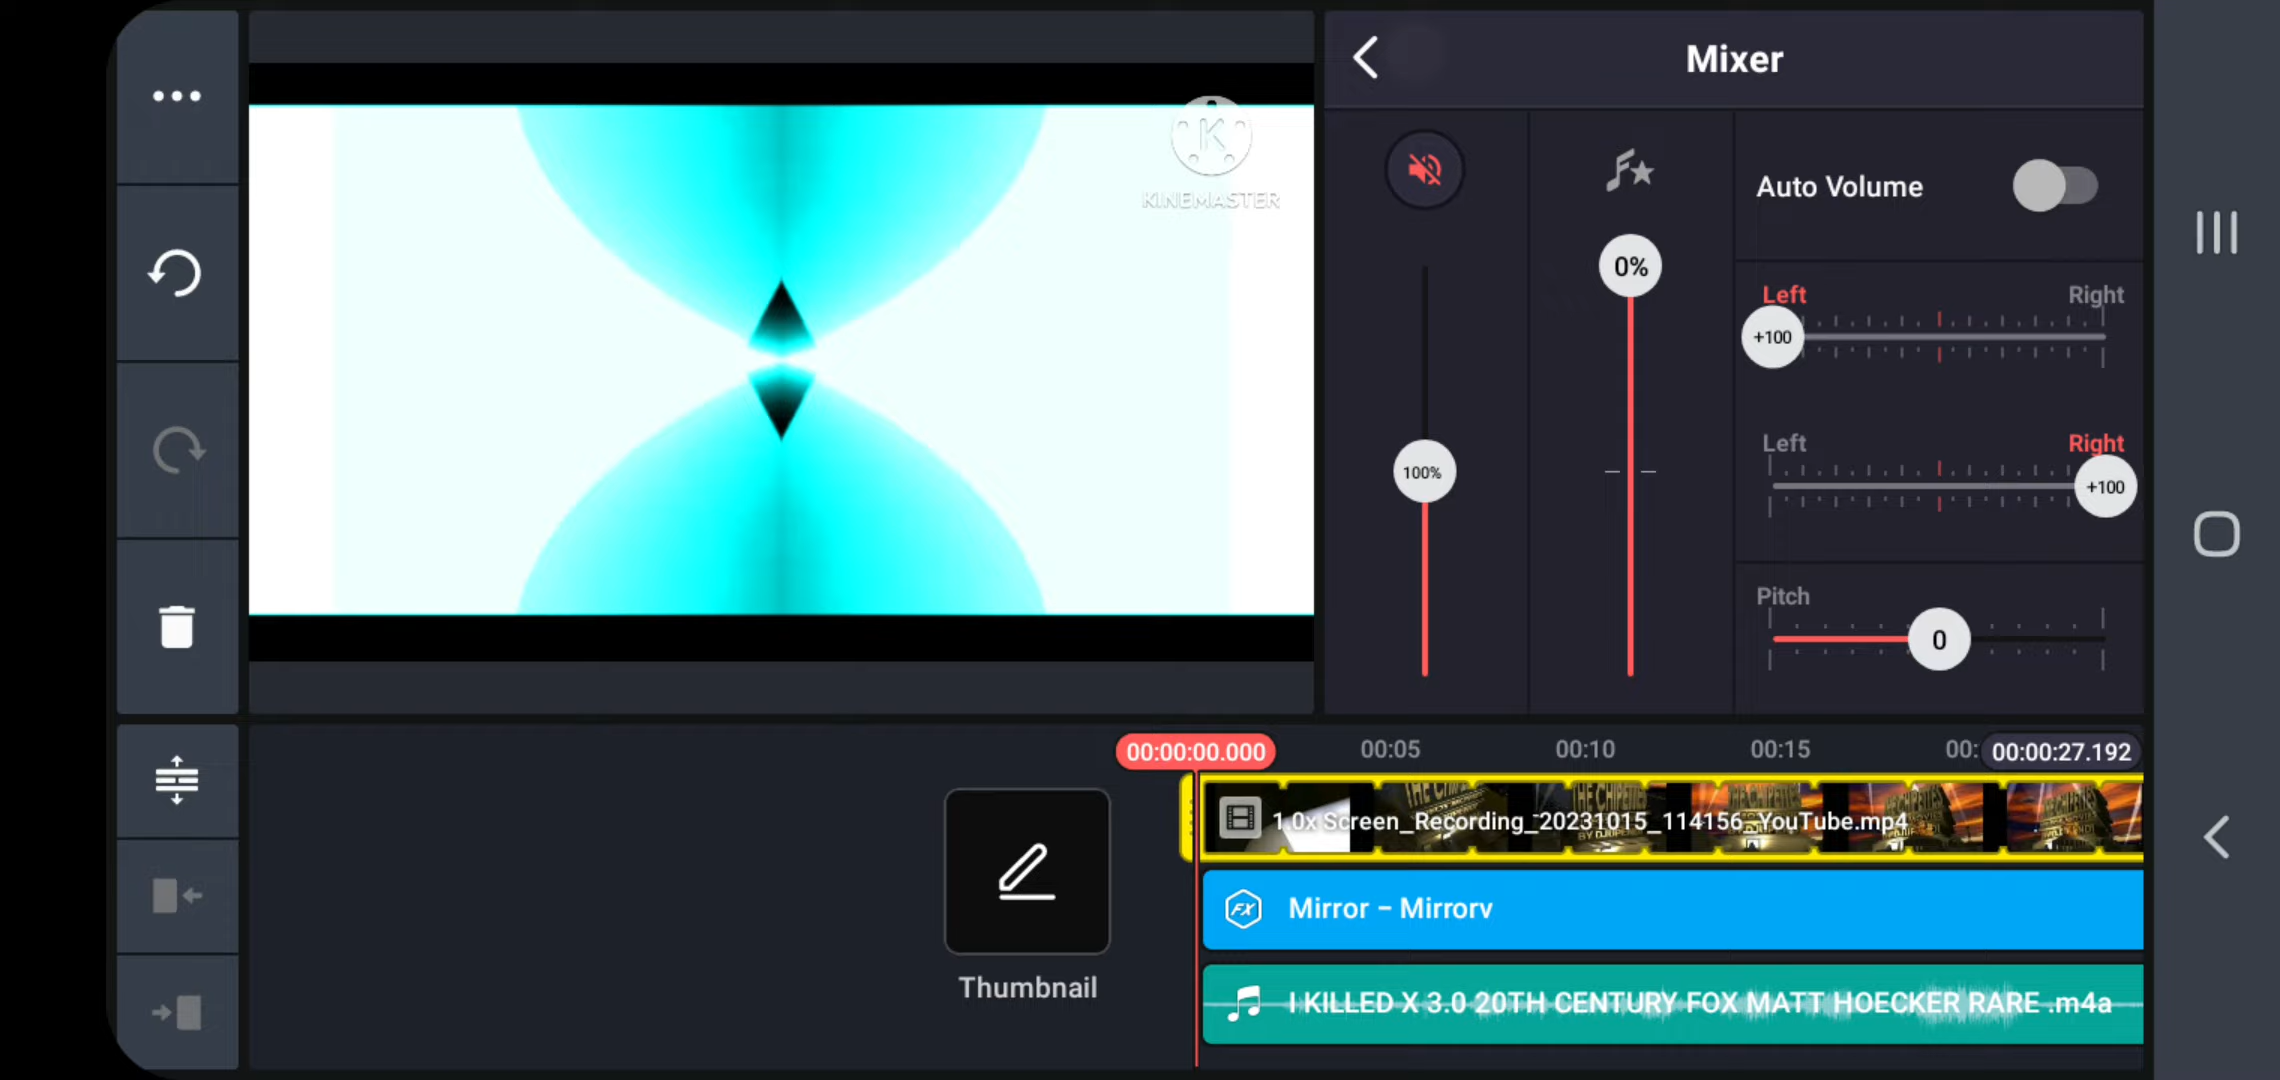 Mixer
K
KINEMASTER
Auto Volume
0%
Left
Right
+100
100%
Left
Right
+100
Pitch
0
00:00:00.000
00:05
00:10
00:15
00:
00:00:27.192
1.0x Screen_Recording_20231015_114156_YouTube.mp4
FX
Mirror – Mirrorv
Thumbnail
I KILLED X 3.0 20TH CENTURY FOX MATT HOECKER RARE .m4a